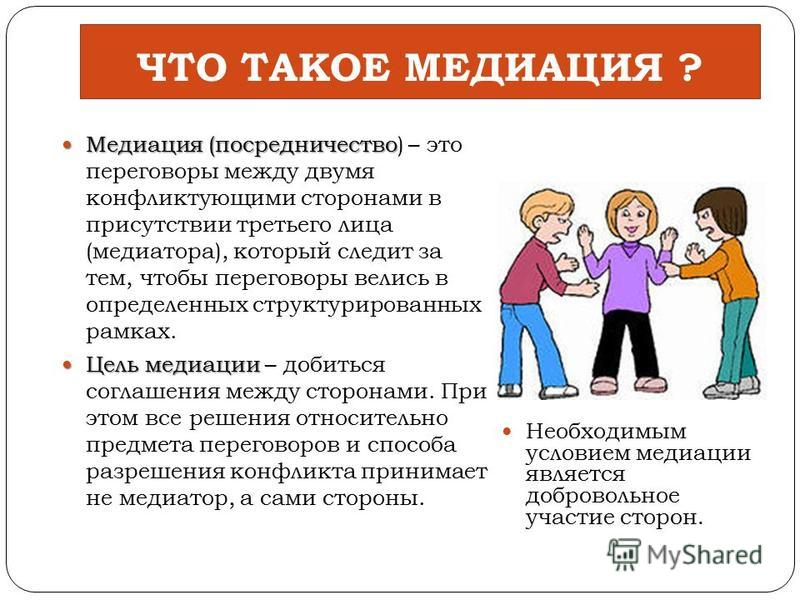 ЧТО ТАКОЕ МЕДИАЦИЯ ?
Медиация (посредничество) – это
переговоры между двумя
конфликтующими сторонами в
присутствии третьего лица
(медиатора), который следит за
тем, чтобы переговоры велись в
определенных структурированных
рамках.
Цель медиации – добиться
соглашения между сторонами. При
этом все решения относительно
предмета переговоров и способа
разрешения конфликта принимает
не медиатор, а сами стороны.
Необходимым
условием медиации
является
добровольное
участие сторон.
MyShared